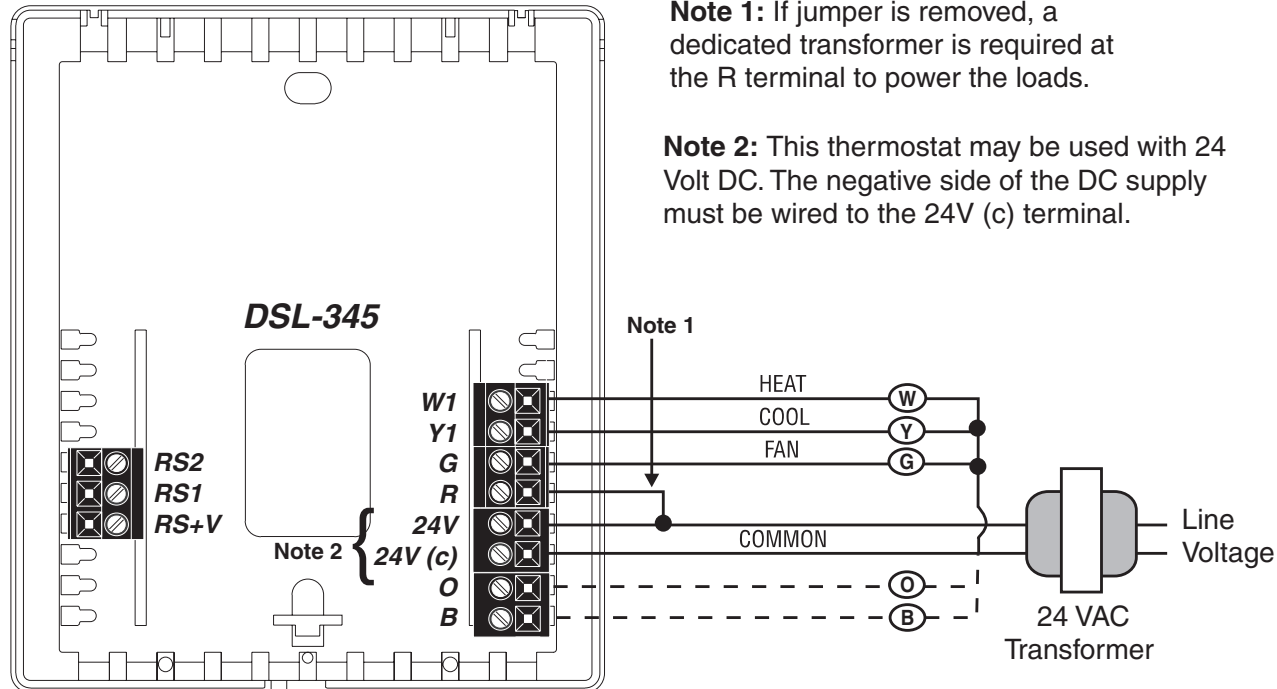 Note 1: If jumper is removed, a
dedicated transformer is required at
the R terminal to power the loads.
Note 2: This thermostat may be used with 24
Volt DC. The negative side of the DC supply
must be wired to the 24V (c) terminal.
DSL-345
Note 1
W1
HEAT
W
Y1
COOL
Y
G
FAN
G
RS2
RS1
RS+V
R
24V
Note 2 {
24V (c)
COMMON
O
O
B
B
Line
Voltage
24 VAC
Transformer